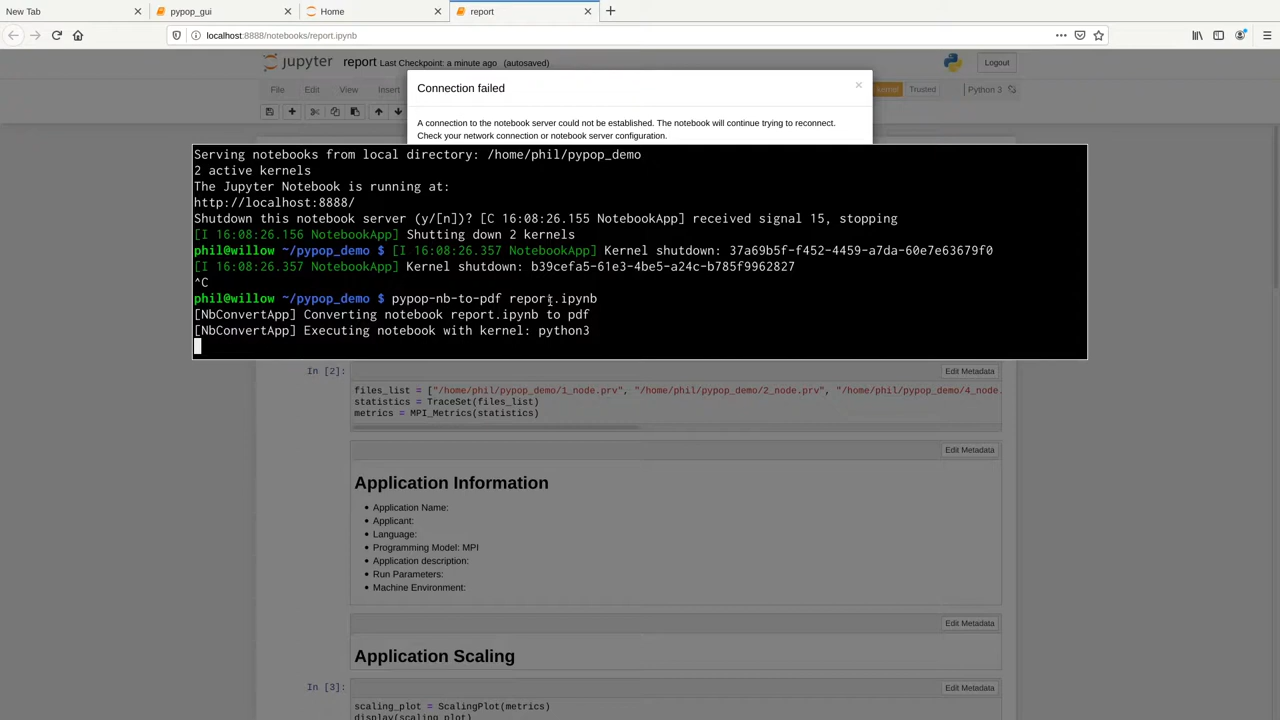 New Tab
pypop_gui
Home
report
localhost:8888/notebooks/report.ipynb
jupyter report Last Checkpoint: a minute ago (autosaved)
Logout
File Edit View Insert kernel Trusted Python 3
Connection failed
A connection to the notebook server could not be established. The notebook will continue trying to reconnect.
Check your network connection or notebook server configuration.
Serving notebooks from local directory: /home/phil/pypop_demo
2 active kernels
The Jupyter Notebook is running at:
http://localhost:8888/
Shutdown this notebook server (y/[n])? [C 16:08:26.155 NotebookApp] received signal 15, stopping
[I 16:08:26.156 NotebookApp] Shutting down 2 kernels
phil@willow ~/pypop_demo $ [I 16:08:26.357 NotebookApp] Kernel shutdown: 37a69b5f-f452-4459-a7da-60e7e63679f0
[I 16:08:26.357 NotebookApp] Kernel shutdown: b39cefa5-61e3-4be5-a24c-b785f9962827
^C
phil@willow ~/pypop_demo $ pypop-nb-to-pdf report.ipynb
[NbConvertApp] Converting notebook report.ipynb to pdf
[NbConvertApp] Executing notebook with kernel: python3
In [2]:
Edit Metadata
files_list = ["/home/phil/pypop_demo/1_node.prv", "/home/phil/pypop_demo/2_node.prv", "/home/phil/pypop_demo/4_node.
statistics = TraceSet(files_list)
metrics = MPI_Metrics(statistics)
Edit Metadata
Application Information
• Application Name:
• Applicant:
• Language:
• Programming Model: MPI
• Application description:
• Run Parameters:
• Machine Environment:
Edit Metadata
Application Scaling
In [3]:
Edit Metadata
scaling_plot = ScalingPlot(metrics)
display(scaling_plot)